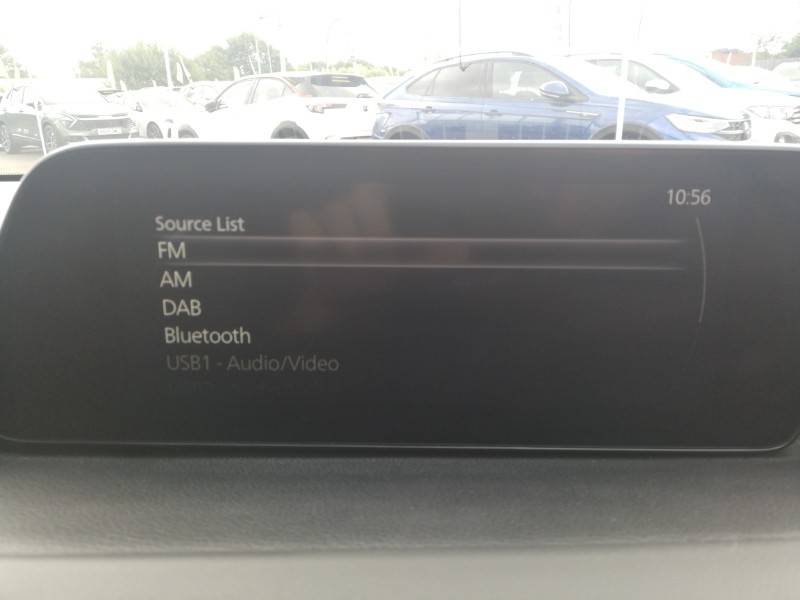 10:56
Source List
FM
AM
DAB
Bluetooth
USB1 - Audio/Video